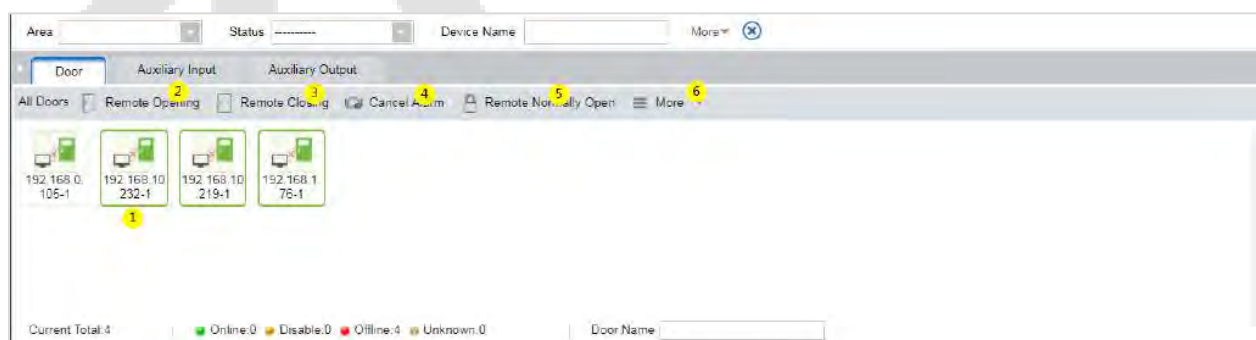 Area Status ---------- Device Name More
Door Auxiliary Input Auxiliary Output
2 3 4 5 6
All Doors Remote Opening Remote Closing Cancel Alarm Remote Normally Open More
192.168.0. 192.168.10 192.168.10 192.168.1.
105-1 .232-1 .219-1 76-1
1
Current Total:4 Online:0 Disable:0 Offline:4 Unknown:0 Door Name